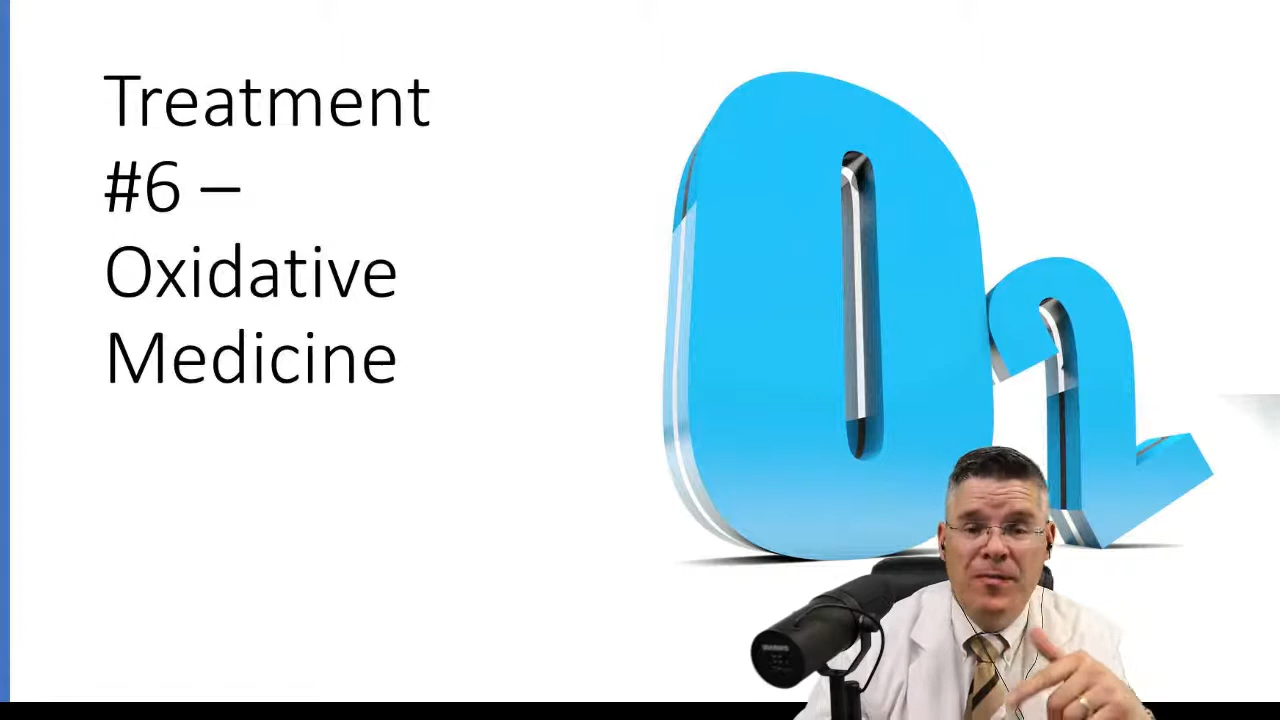 Treatment
#6 –
Oxidative
Medicine
O2